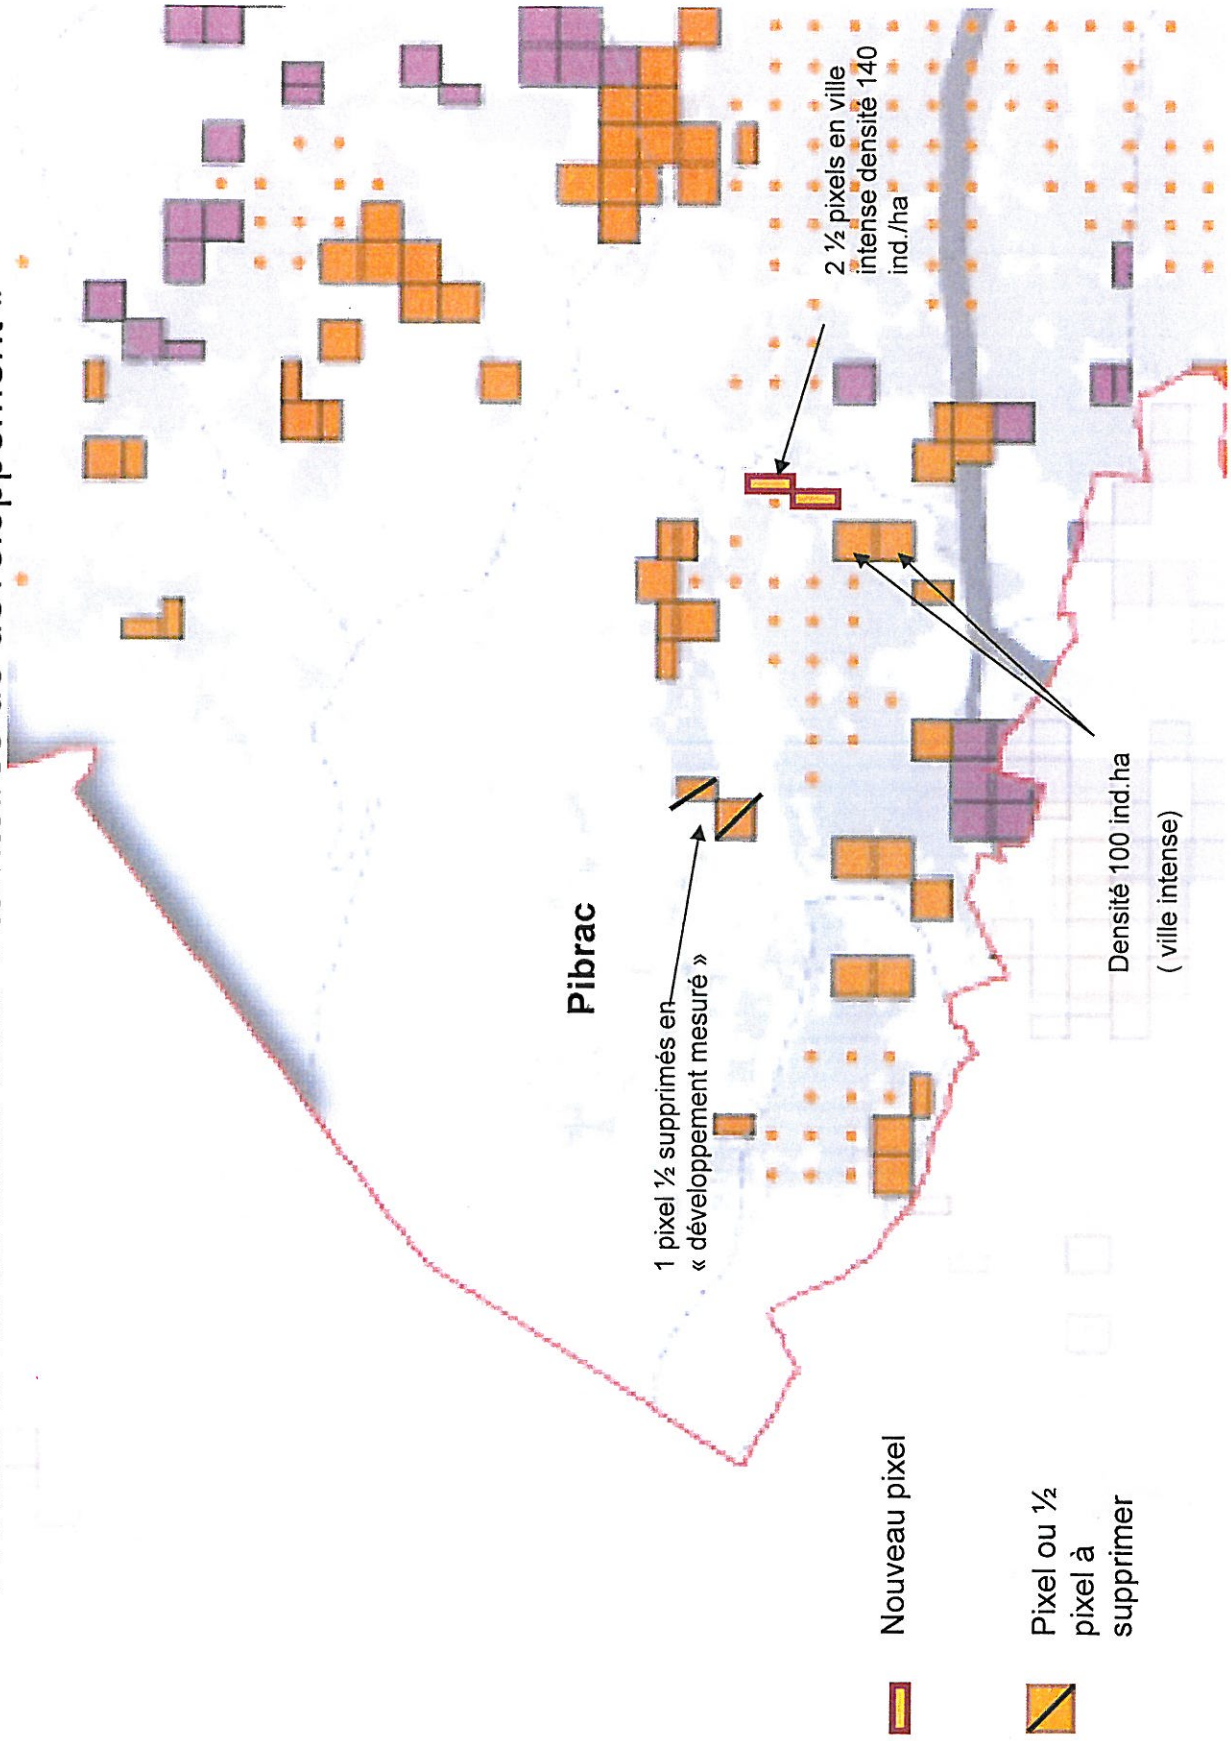 Pibrac
1 pixel ½ supprimés en
« développement mesuré »
2 ½ pixels en ville
intense densité 140
ind./ha
Densité 100 ind.ha
( ville intense)
Nouveau pixel
Pixel ou ½
pixel à
supprimer